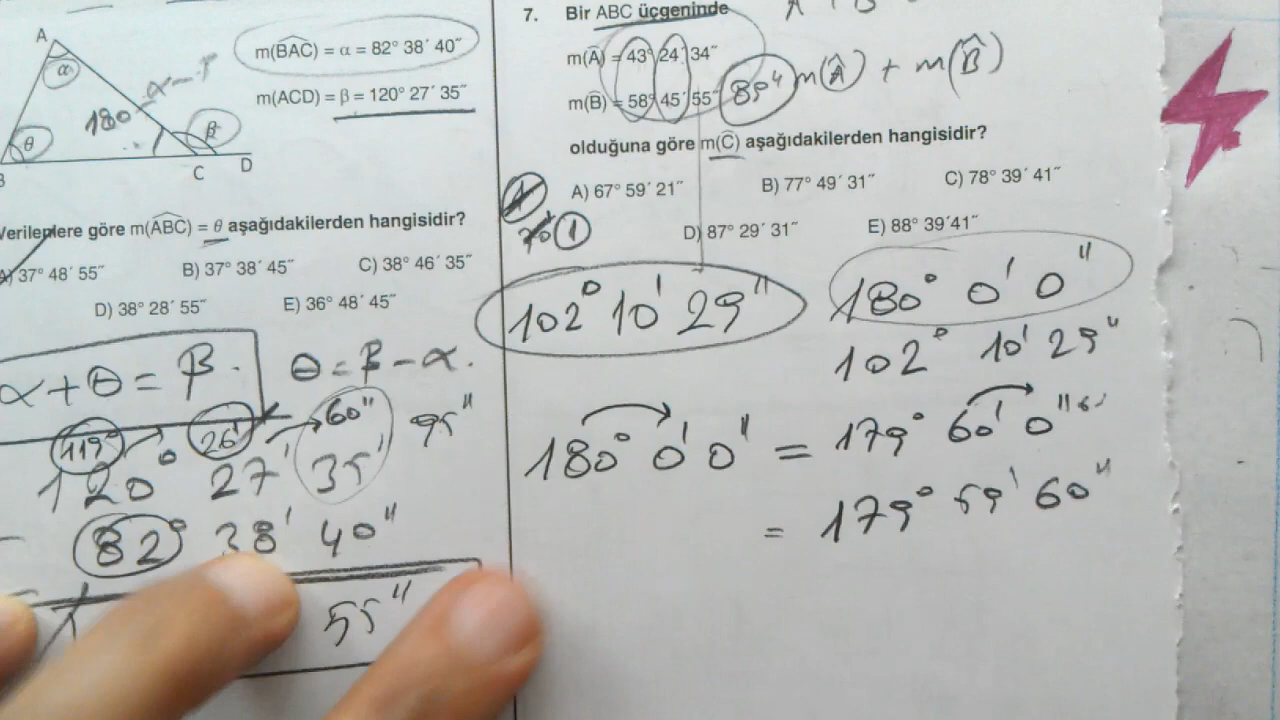 A
α
180 - α -
θ
β
B
C
D
m(BAC) = α = 82° 38′ 40″
m(ACD) = β = 120° 27′ 35″
Verilenlere göre m(ABC) = θ aşağıdakilerden hangisidir?
A) 37° 48′ 55″
B) 37° 38′ 45″
C) 38° 46′ 35″
D) 38° 28′ 55″
E) 36° 48′ 45″
α + θ = β.
θ = β - α.
119° 26′ 60″ 95″
120° 27′ 35′
82° 38′ 40″
55″
7. Bir ABC üçgeninde
m(A) = 43° 24′ 34″
m(B) = 58° 45′ 55″
89″ m(A) + m(B)
olduğuna göre m(C) aşağıdakilerden hangisidir?
A) 67° 59′ 21″
B) 77° 49′ 31″
C) 78° 39′ 41″
D) 87° 29′ 31″
E) 88° 39′41″
1
102° 10′ 29″
180° 0′ 0″
102° 10′ 29″
180° 0′ 0″ = 179° 60′ 0″
= 179° 59′ 60″